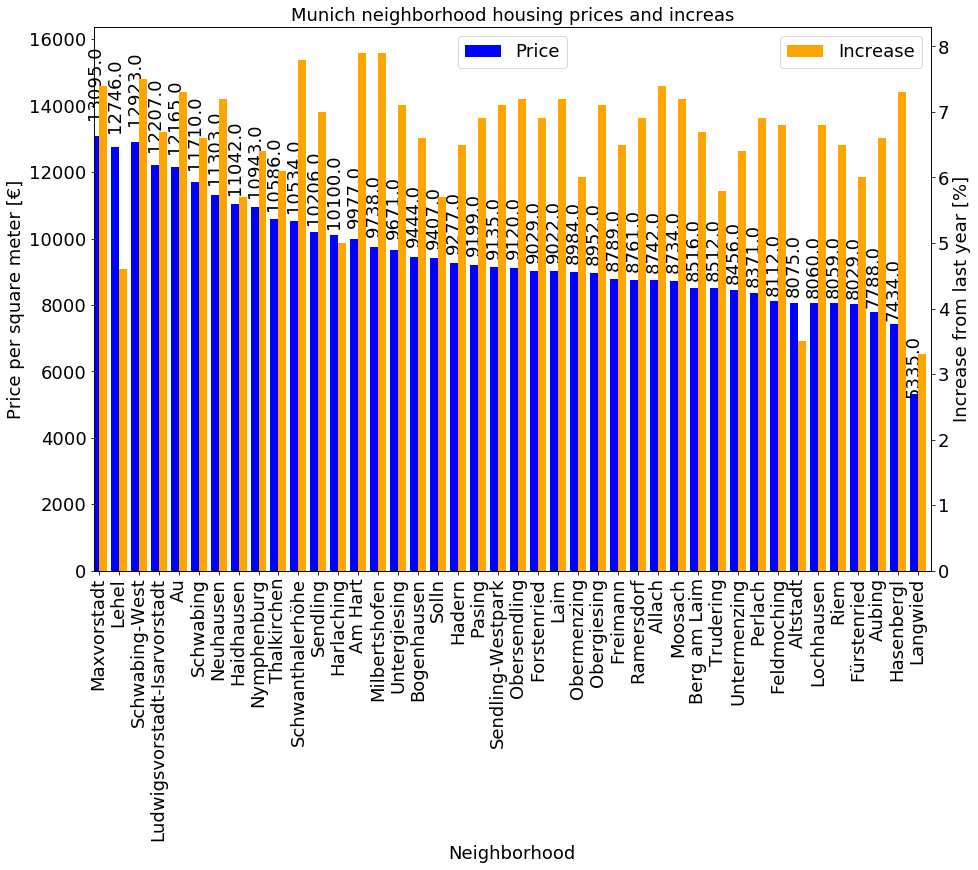 Munich neighborhood housing prices and increas
Price
Increase
Price per square meter [€]
16000
14000
12000
10000
8000
6000
4000
2000
0
13095.0
12746.0
12923.0
12207.0
12165.0
11710.0
11303.0
11042.0
10943.0
10586.0
10534.0
10206.0
10100.0
9977.0
9738.0
9671.0
9444.0
9407.0
9277.0
9199.0
9135.0
9120.0
9029.0
9022.0
8984.0
8952.0
8789.0
8761.0
8742.0
8734.0
8516.0
8512.0
8456.0
8371.0
8112.0
8075.0
8060.0
8059.0
8029.0
7788.0
7434.0
5335.0
8
7
6
5
4
3
2
1
0
Increase from last year [%]
Maxvorstadt
Lehel
Schwabing-West
Ludwigsvorstadt-Isarvorstadt
Au
Schwabing
Neuhausen
Haidhausen
Nymphenburg
Thalkirchen
Schwanthalerhöhe
Sendling
Harlaching
Am Hart
Milbertshofen
Untergiesing
Bogenhausen
Solln
Hadern
Pasing
Sendling-Westpark
Obersendling
Forstenried
Laim
Obermenzing
Obergiesing
Freimann
Ramersdorf
Allach
Moosach
Berg am Laim
Trudering
Untermenzing
Perlach
Feldmoching
Altstadt
Lochhausen
Riem
Fürstenried
Aubing
Hasenbergl
Langwied
Neighborhood